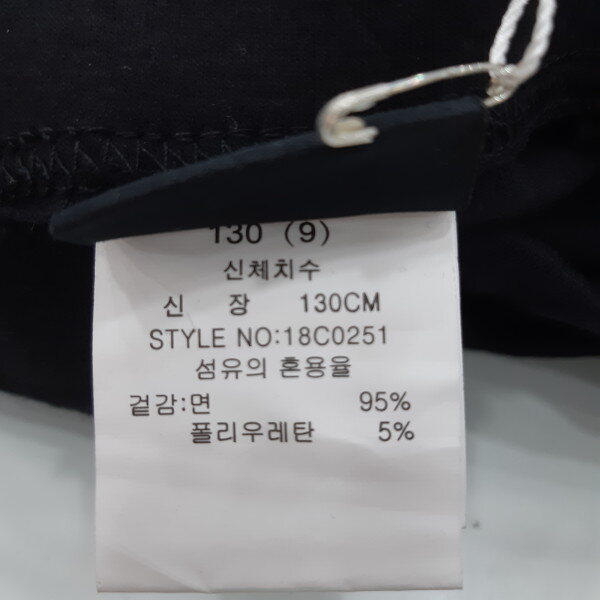 130 (9)
신체치수
신 장 130CM
STYLE NO:18C0251
섬유의 혼용율
겉감:면 95%
폴리우레탄 5%